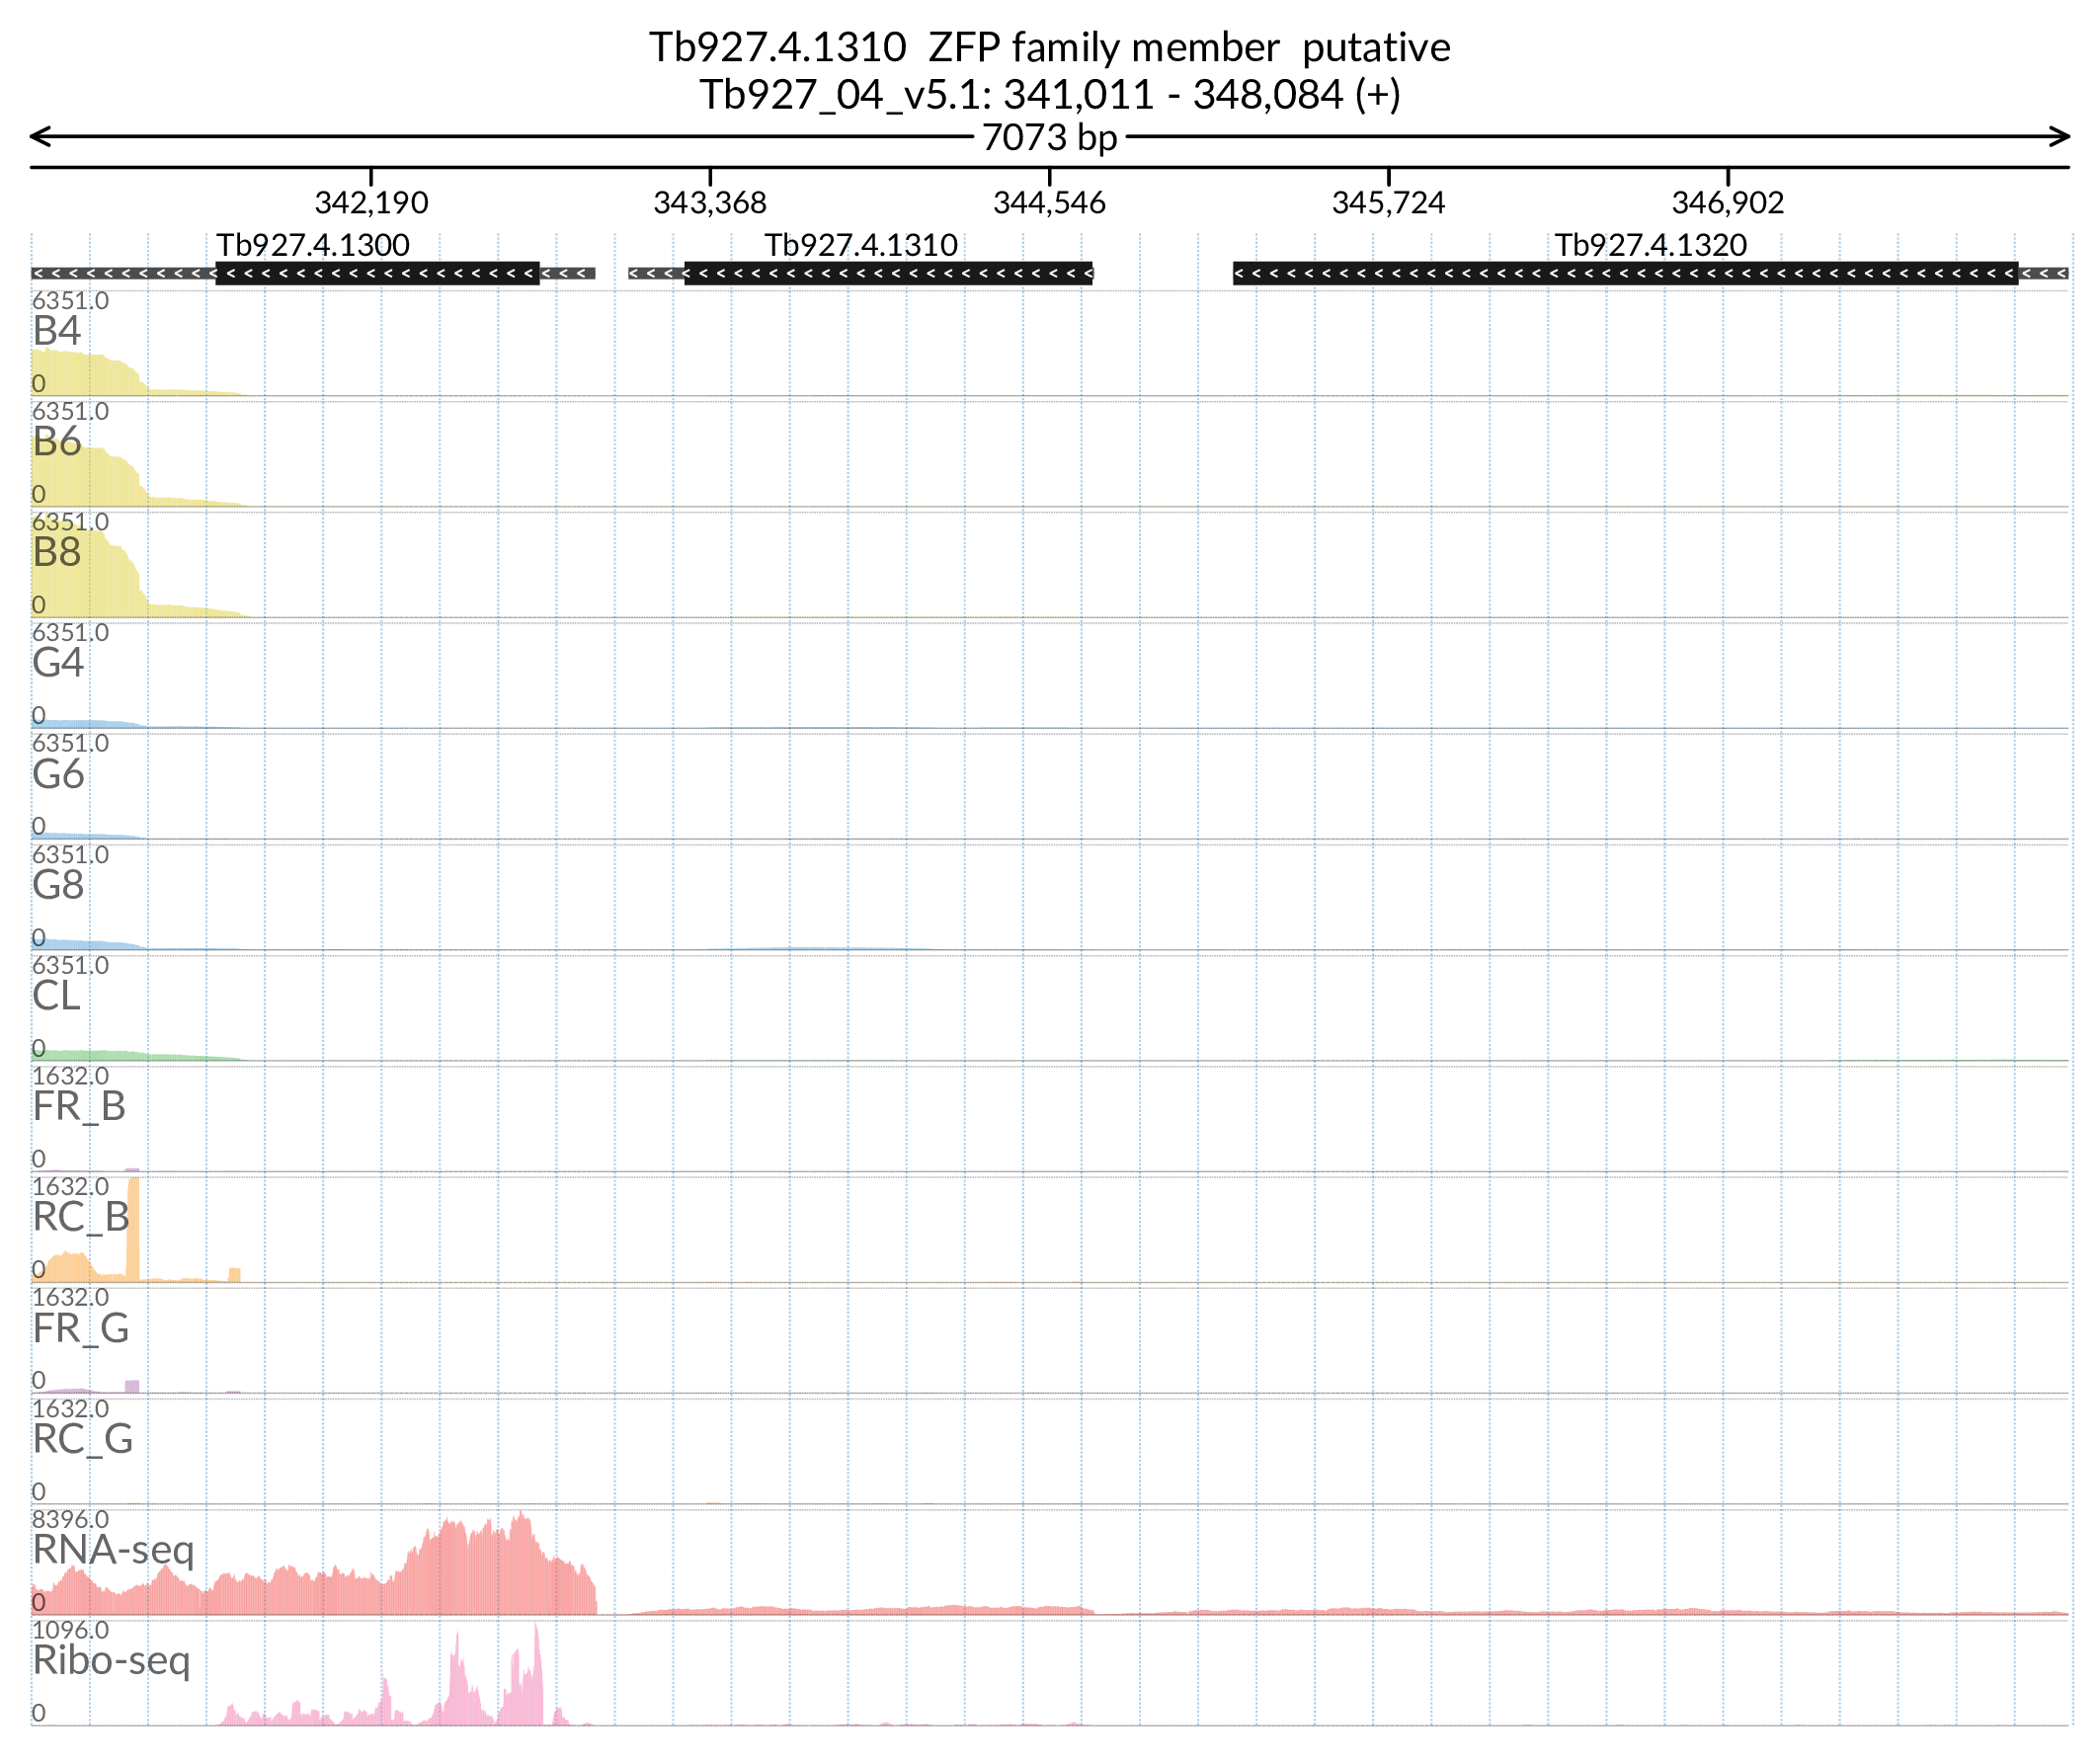 Tb927.4.1310  ZFP family member  putative
Tb927_04_v5.1: 341,011 - 348,084 (+)
7073 bp
342,190 343,368 344,546 345,724 346,902
Tb927.4.1300 Tb927.4.1310 Tb927.4.1320
6351.0
B4
0
6351.0
B6
0
6351.0
B8
0
6351.0
G4
0
6351.0
G6
0
6351.0
G8
0
6351.0
CL
0
1632.0
FR_B
0
1632.0
RC_B
0
1632.0
FR_G
0
1632.0
RC_G
0
8396.0
RNA-seq
0
1096.0
Ribo-seq
0